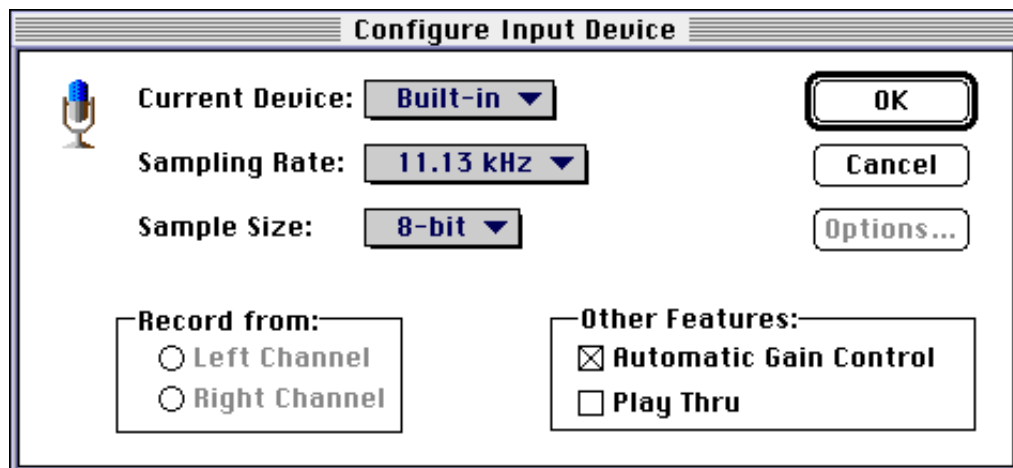 Configure Input Device
Current Device: Built-in
OK
Sampling Rate: 11.13 kHz
Cancel
Sample Size: 8-bit
Options...
Record from:
Left Channel
Right Channel
Other Features:
Automatic Gain Control
Play Thru